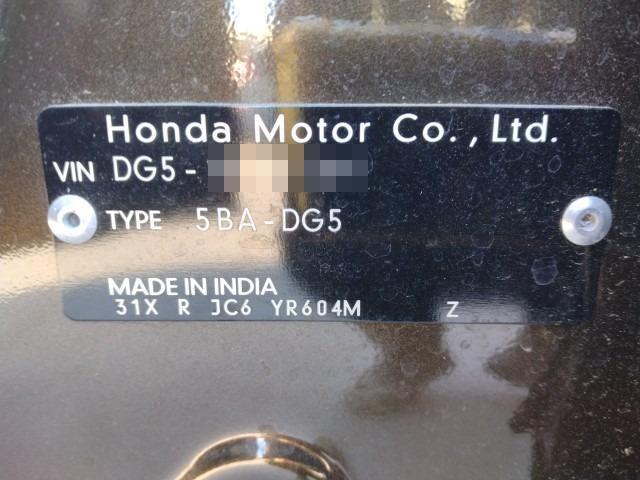 Honda Motor Co., Ltd.
VIN DG5-
TYPE 5BA-DG5
MADE IN INDIA
31X R JC6 YR604M Z